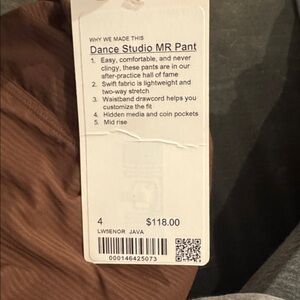 WHY WE MADE THIS
Dance Studio MR Pant
1. Easy, comfortable, and never
clingy, these pants are in our
after-practice hall of fame
2. Swift fabric is lightweight and
two-way stretch
3. Waistband drawcord helps you
customize the fit
4. Hidden media and coin pockets
5. Mid rise
4 $118.00
LW5ENOR JAVA
000146425073